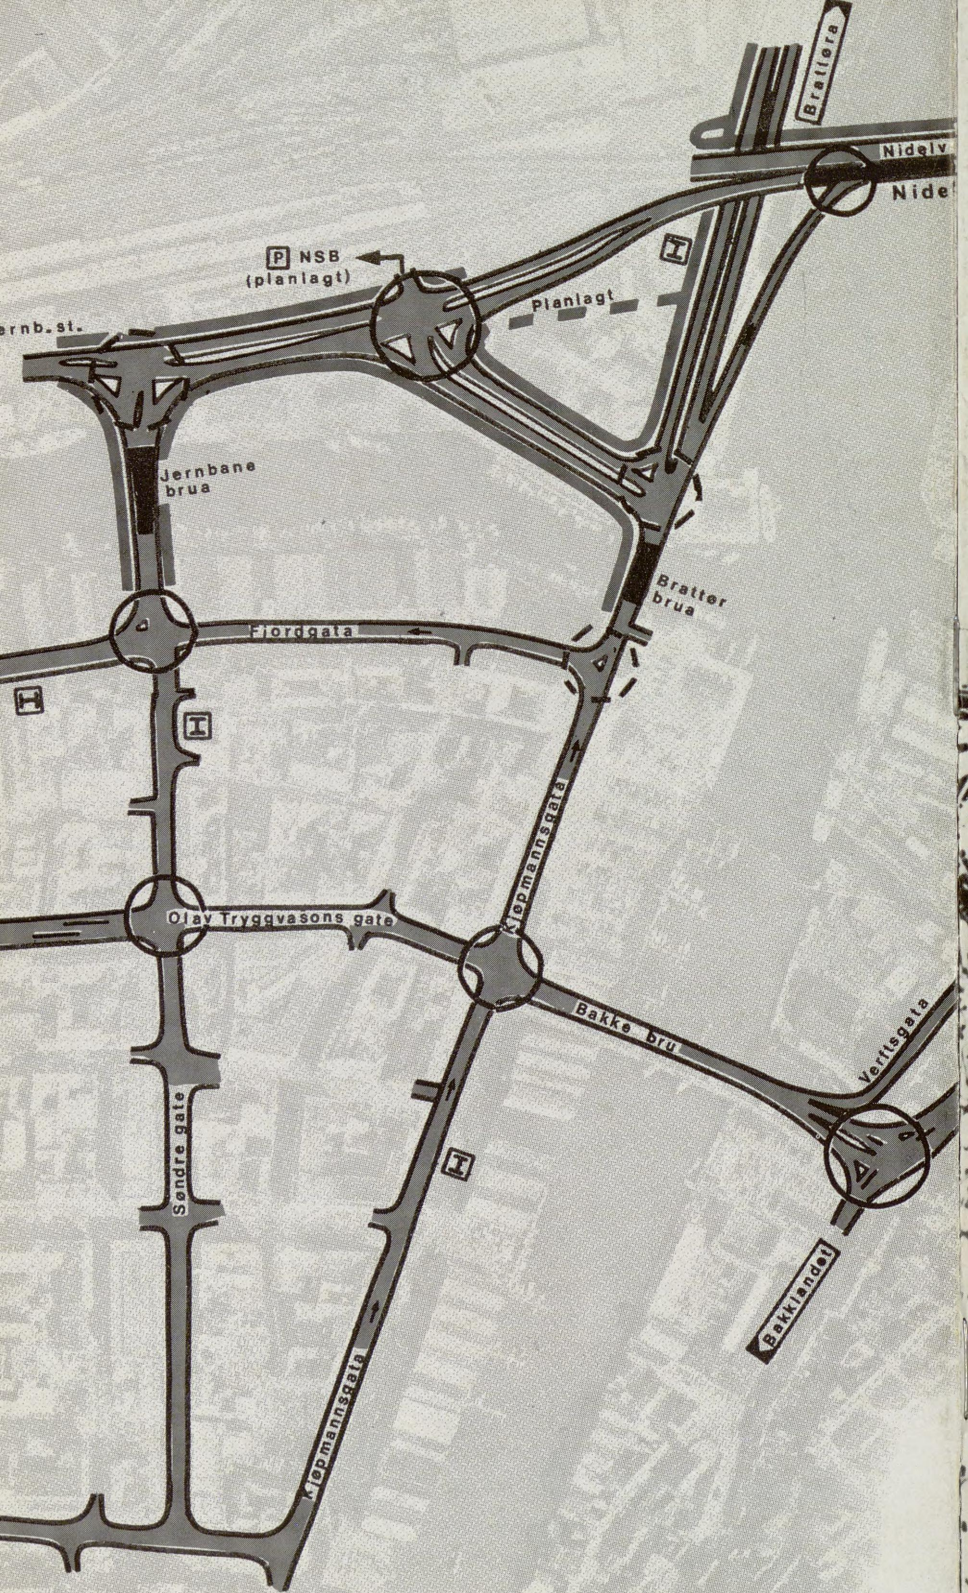 Brattøra
Nidelv
Nide
P NSB
(planlagt)
H
Planlagt
ernb.st.
Jernbane
brua
Brattør
brua
Fjordgata
H
H
Kjøpmannsgata
Olav Tryggvasons gate
Bakke bru
Verftsgata
Søndre gate
H
Bakklandet
Kjøpmannsgata